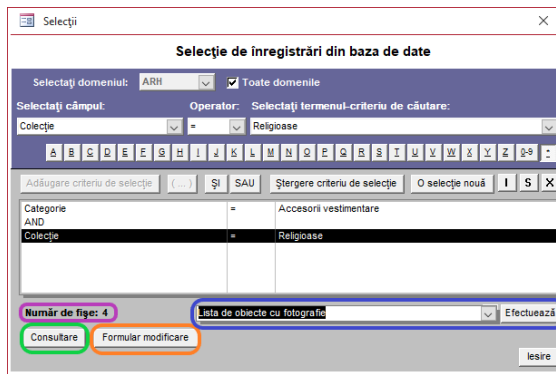 Selecții
Selecție de înregistrări din baza de date
Selectați domeniul: ARH Toate domenile
Selectați câmpul: Operator: Selectați termenul-criteriu de căutare:
Colecție = Religioase
A B C D E F G H I J K L M N O P Q R S T U V W X Y Z 0-9 *
Adăugare criteriu de selecție (...) ȘI SAU Ștergere criteriu de selecție O selecție nouă I S X
Categorie = Accesorii vestimentare
AND
Colecție = Religioase
Număr de fișe: 4 Lista de obiecte cu fotografie Efectuează
Consultare Formular modificare
Iesire